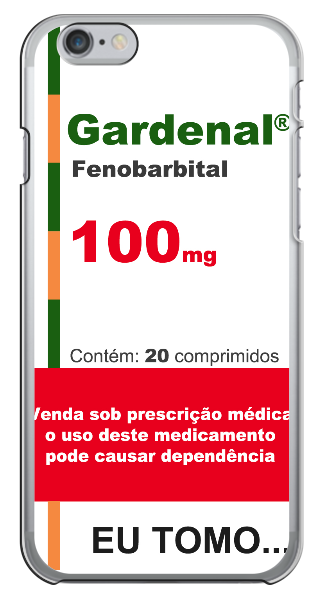 Gardenal®
Fenobarbital
100mg
Contém: 20 comprimidos
Venda sob prescrição médica
o uso deste medicamento
pode causar dependência
EU TOMO...